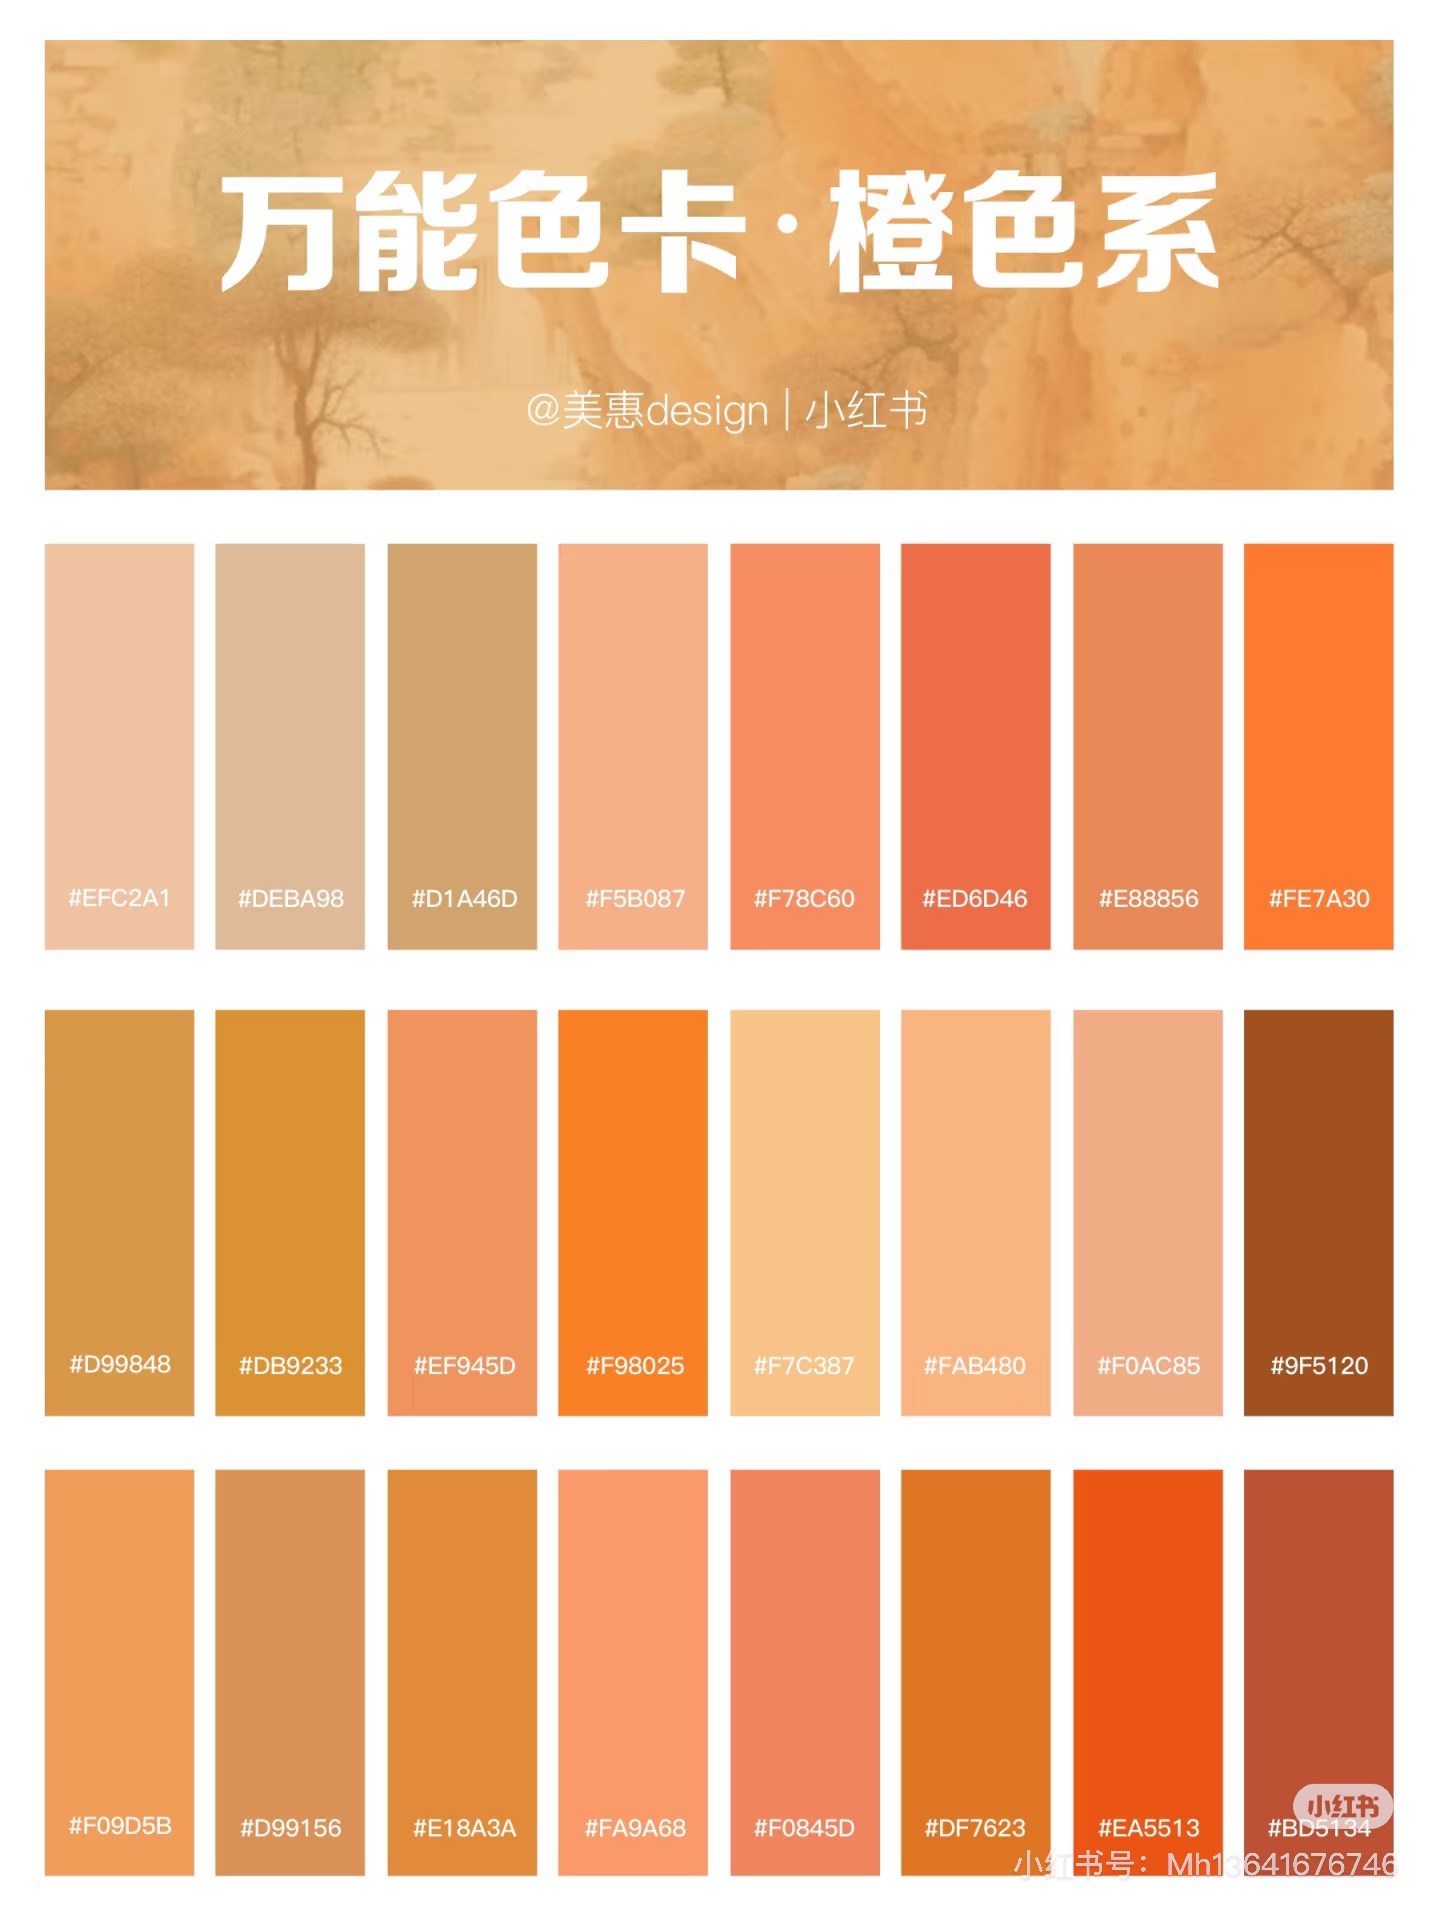 万能色卡·橙色系
@美惠design | 小红书
#EFC2A1 #DEBA98 #D1A46D #F5B087 #F78C60 #ED6D46 #E88856 #FE7A30
#D99848 #DB9233 #EF945D #F98025 #F7C387 #FAB480 #F0AC85 #9F5120
#F09D5B #D99156 #E18A3A #FA9A68 #F0845D #DF7623 #EA5513 #BD5134
小红书
小红书号：Mh13641676746